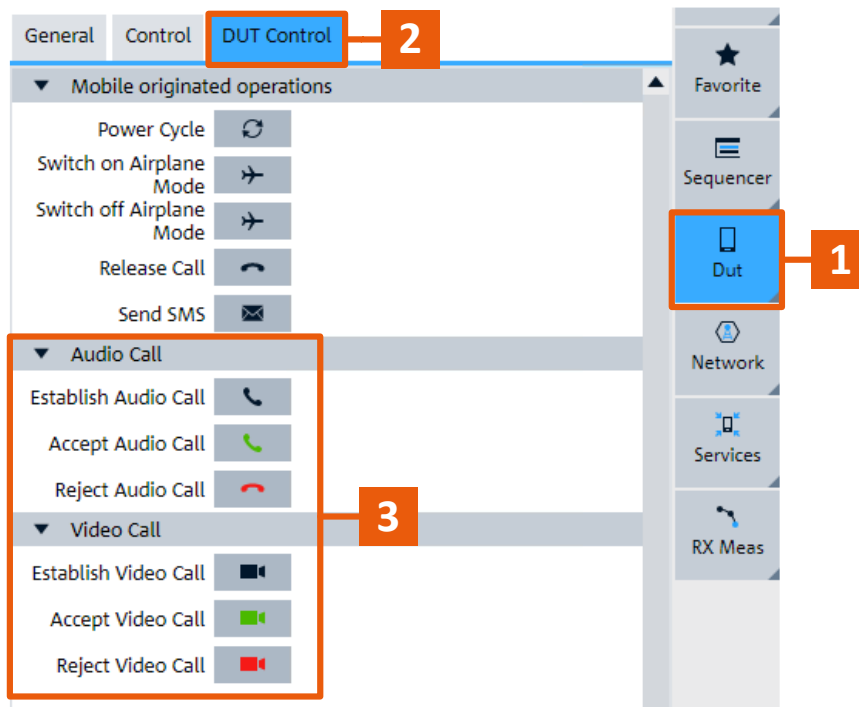 General Control DUT Control 2
Mobile originated operations
Power Cycle
Switch on Airplane
Mode
Switch off Airplane
Mode
Release Call
Send SMS
Audio Call
Establish Audio Call
Accept Audio Call
Reject Audio Call
Video Call
Establish Video Call
Accept Video Call
Reject Video Call
3
Favorite
Sequencer
Dut
1
Network
Services
RX Meas